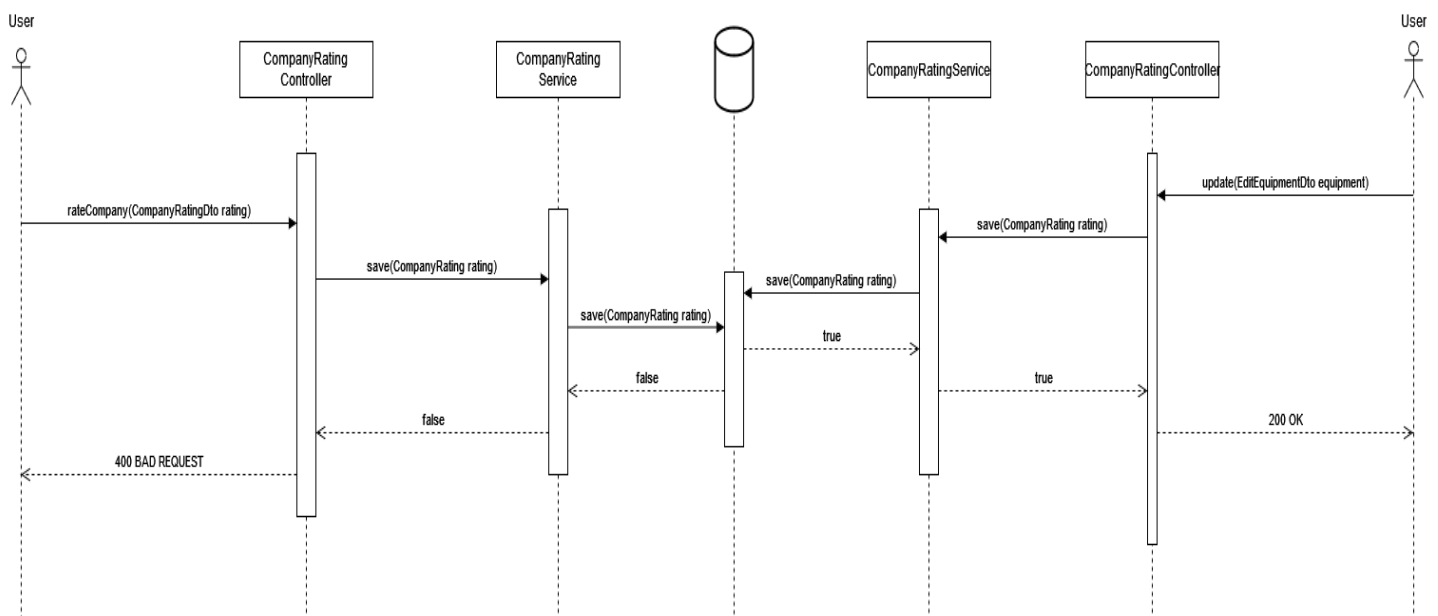 User
User
CompanyRating
Controller
CompanyRating
Service
CompanyRatingService
CompanyRatingController
update(EditEquipmentDto equipment)
rateCompany(CompanyRatingDto rating)
save(CompanyRating rating)
save(CompanyRating rating)
save(CompanyRating rating)
save(CompanyRating rating)
true
false
true
false
200 OK
400 BAD REQUEST